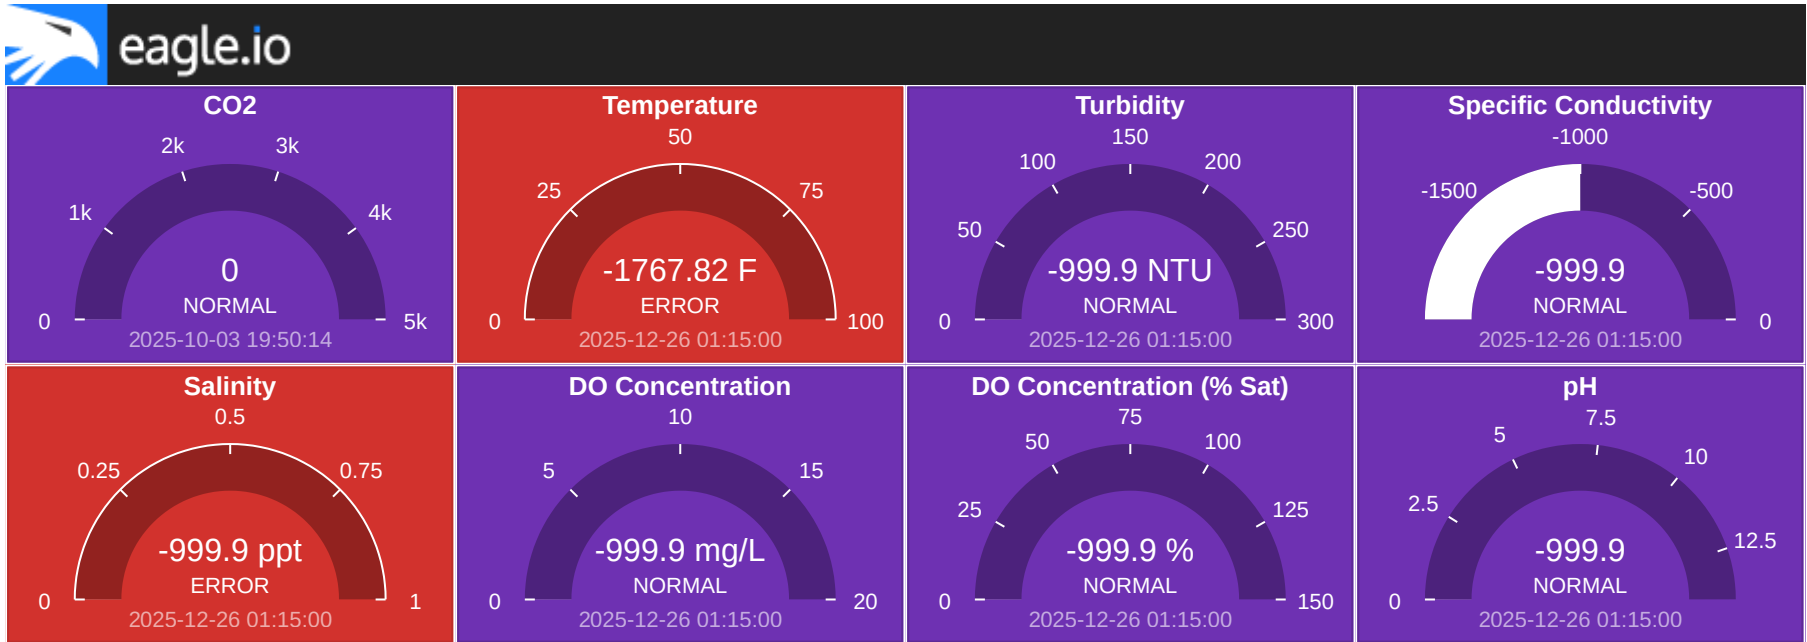 eagle.io
CO2
0
1k
2k
3k
4k
5k
0
NORMAL
2025-10-03 19:50:14
Temperature
0
25
50
75
100
-1767.82 F
ERROR
2025-12-26 01:15:00
Turbidity
0
50
100
150
200
250
300
-999.9 NTU
NORMAL
2025-12-26 01:15:00
Specific Conductivity
-1500
-1000
-500
0
-999.9
NORMAL
2025-12-26 01:15:00
Salinity
0
0.25
0.5
0.75
1
-999.9 ppt
ERROR
2025-12-26 01:15:00
DO Concentration
0
5
10
15
20
-999.9 mg/L
NORMAL
2025-12-26 01:15:00
DO Concentration (% Sat)
0
25
50
75
100
125
150
-999.9 %
NORMAL
2025-12-26 01:15:00
pH
0
2.5
5
7.5
10
12.5
-999.9
NORMAL
2025-12-26 01:15:00